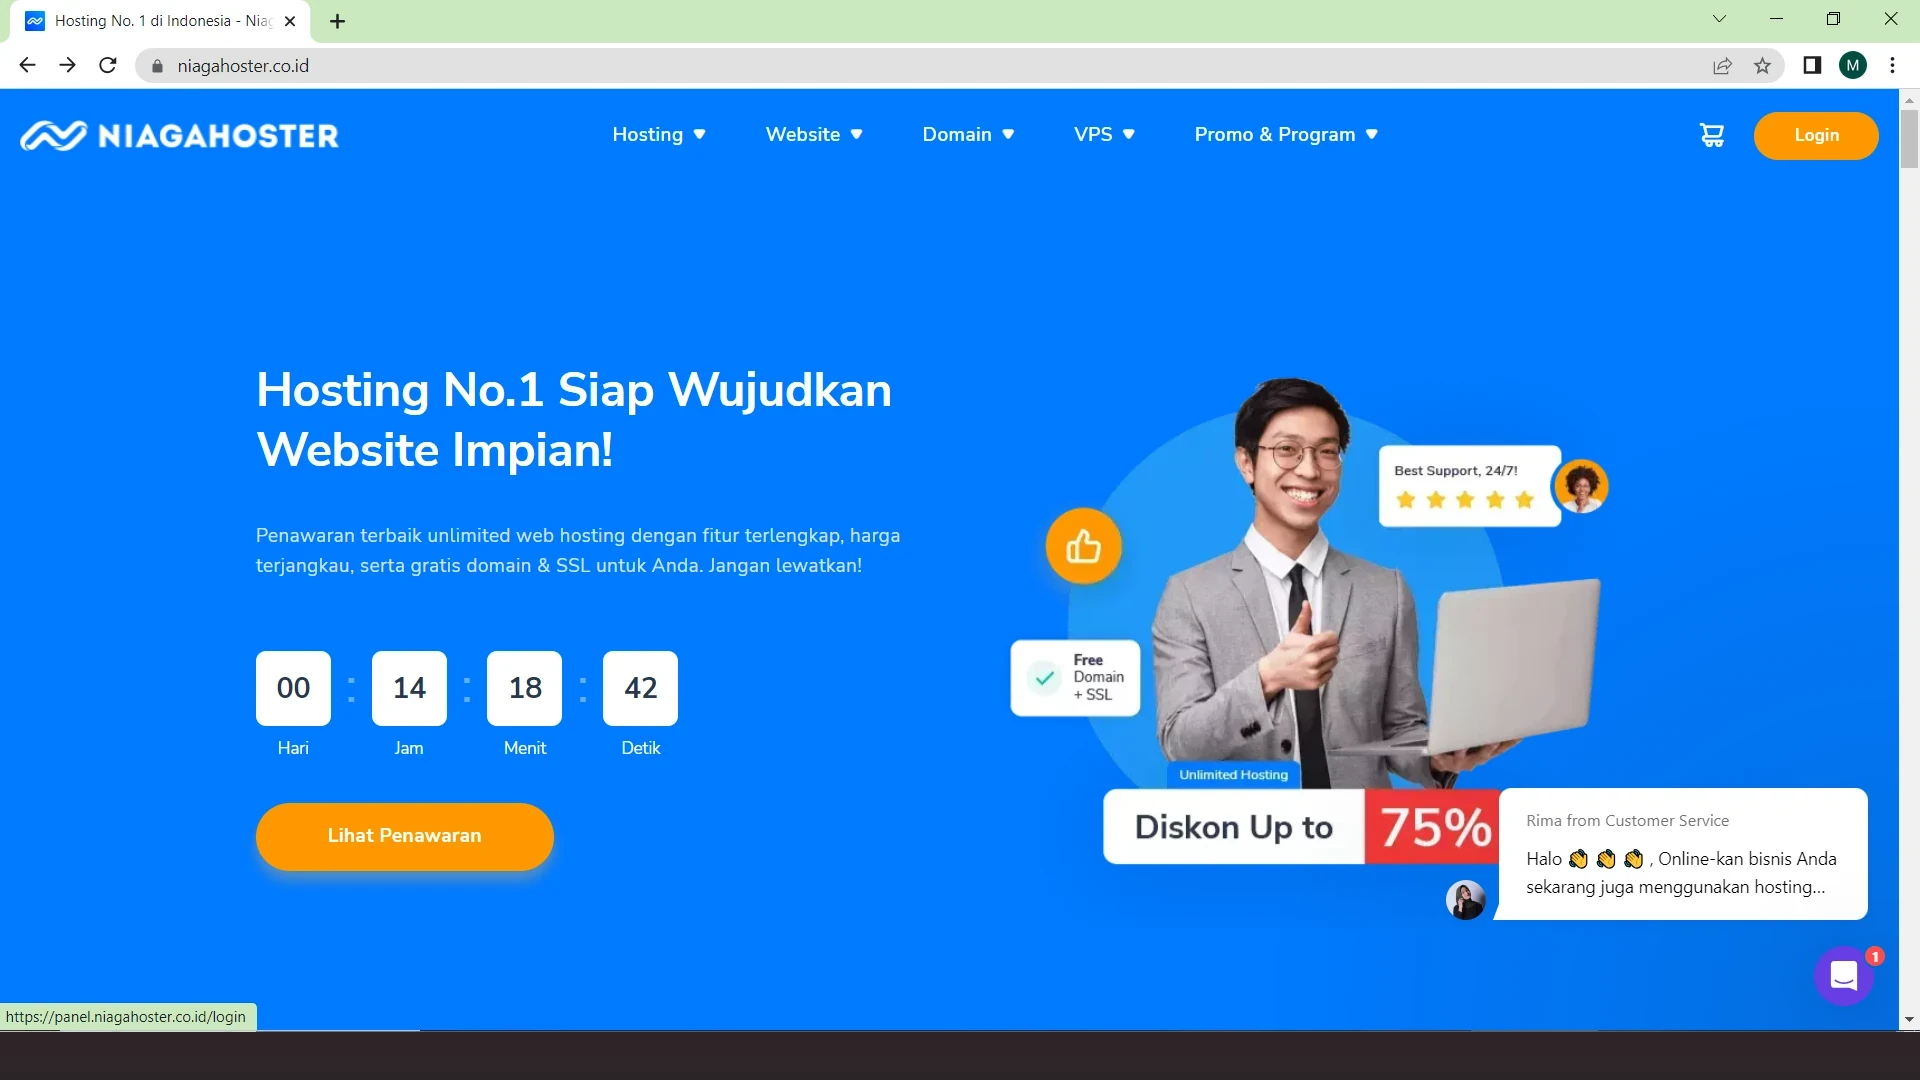 Hosting No. 1 di Indonesia - Niag
niagahoster.co.id
M
NIAGAHOSTER
Hosting
Website
Domain
VPS
Promo & Program
Login
Hosting No.1 Siap Wujudkan
Website Impian!
Penawaran terbaik unlimited web hosting dengan fitur terlengkap, harga
terjangkau, serta gratis domain & SSL untuk Anda. Jangan lewatkan!
00 : 14 : 18 : 42
Hari Jam Menit Detik
Lihat Penawaran
Best Support, 24/7!
Free
Domain
+ SSL
Unlimited Hosting
Diskon Up to 75%
Rima from Customer Service
Halo 👏 👏 👏 , Online-kan bisnis Anda
sekarang juga menggunakan hosting...
1
https://panel.niagahoster.co.id/login